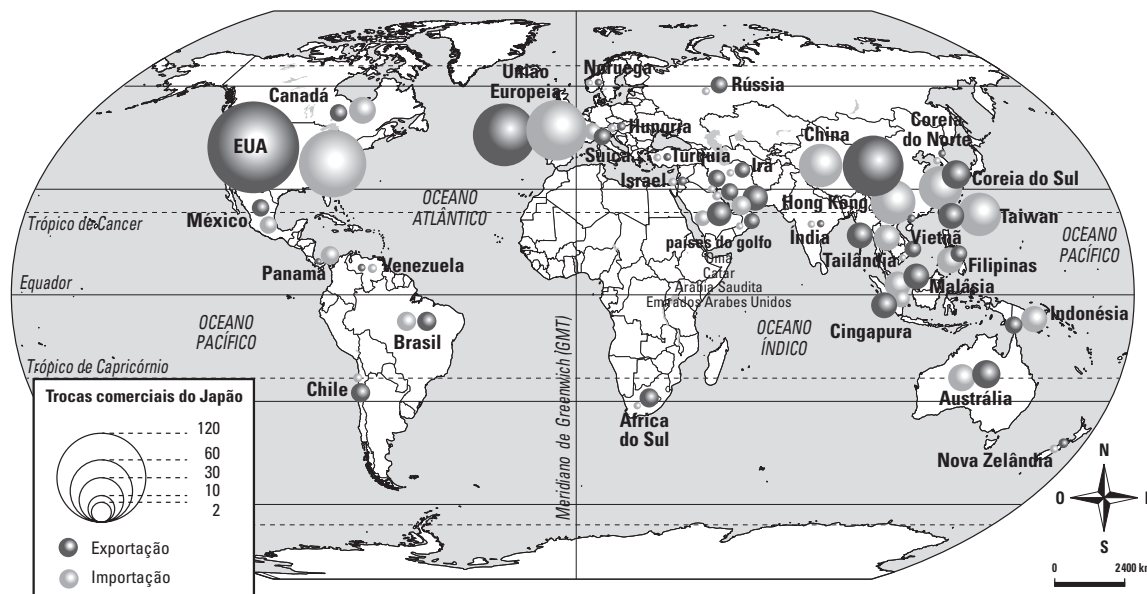 Noruega
União
Europeia
Rússia
Canadá
Hungria
China
Coreia
do Norte
EUA
Suíça
Turquia
Irã
Israel
Coreia do Sul
OCEANO
ATLÂNTICO
Hong Kong
México
Trópico de Cancer
Taiwan
países do golfo
Índia
Vietnã
OCEANO
PACÍFICO
Omã
Catar
Arábia Saudita
Emirados Árabes Unidos
Tailândia
Filipinas
Panamá
Venezuela
Malásia
Equador
OCEANO
PACÍFICO
Brasil
OCEANO
ÍNDICO
Cingapura
Indonésia
Trópico de Capricórnio
Chile
Meridiano de Greenwich (GMT)
Austrália
África
do Sul
Nova Zelândia
Trocas comerciais do Japão
120
60
30
10
2
Exportação
Importação
N
O
S
0 2400 km